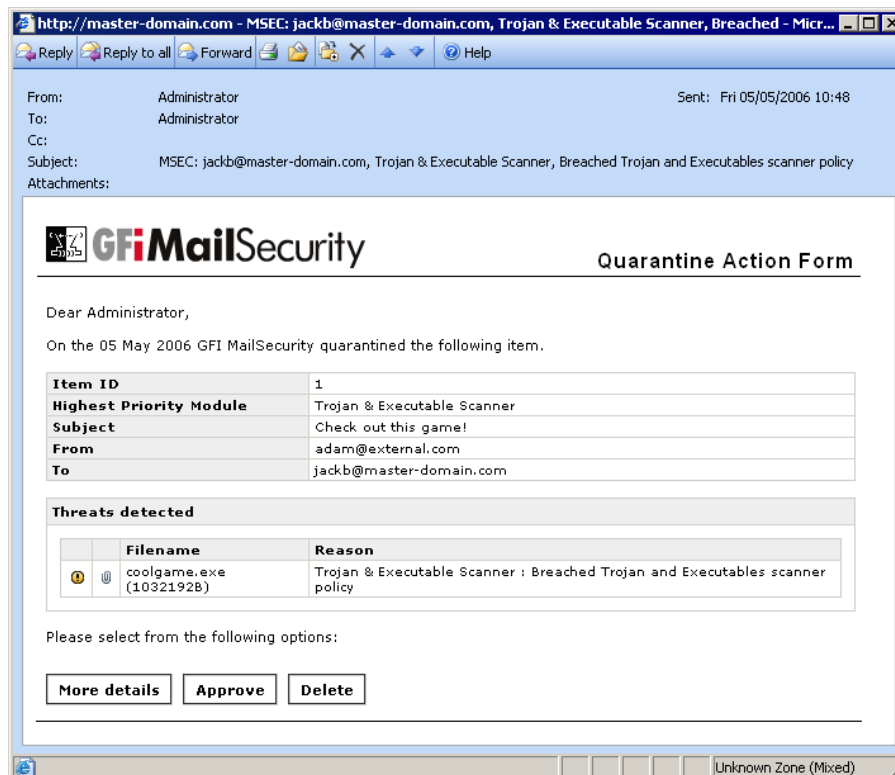 http://master-domain.com - MSEC: jackb@master-domain.com, Trojan & Executable Scanner, Breached - Micr...
Reply Reply to all Forward Help
From: Administrator Sent: Fri 05/05/2006 10:48
To: Administrator
Cc:
Subject: MSEC: jackb@master-domain.com, Trojan & Executable Scanner, Breached Trojan and Executables scanner policy
Attachments:
GFi MailSecurity
Quarantine Action Form
Dear Administrator,
On the 05 May 2006 GFI MailSecurity quarantined the following item.
Item ID 1
Highest Priority Module Trojan & Executable Scanner
Subject Check out this game!
From adam@external.com
To jackb@master-domain.com
Threats detected
Filename Reason
coolgame.exe Trojan & Executable Scanner : Breached Trojan and Executables scanner
(1032192B) policy
Please select from the following options:
More details Approve Delete
Unknown Zone (Mixed)